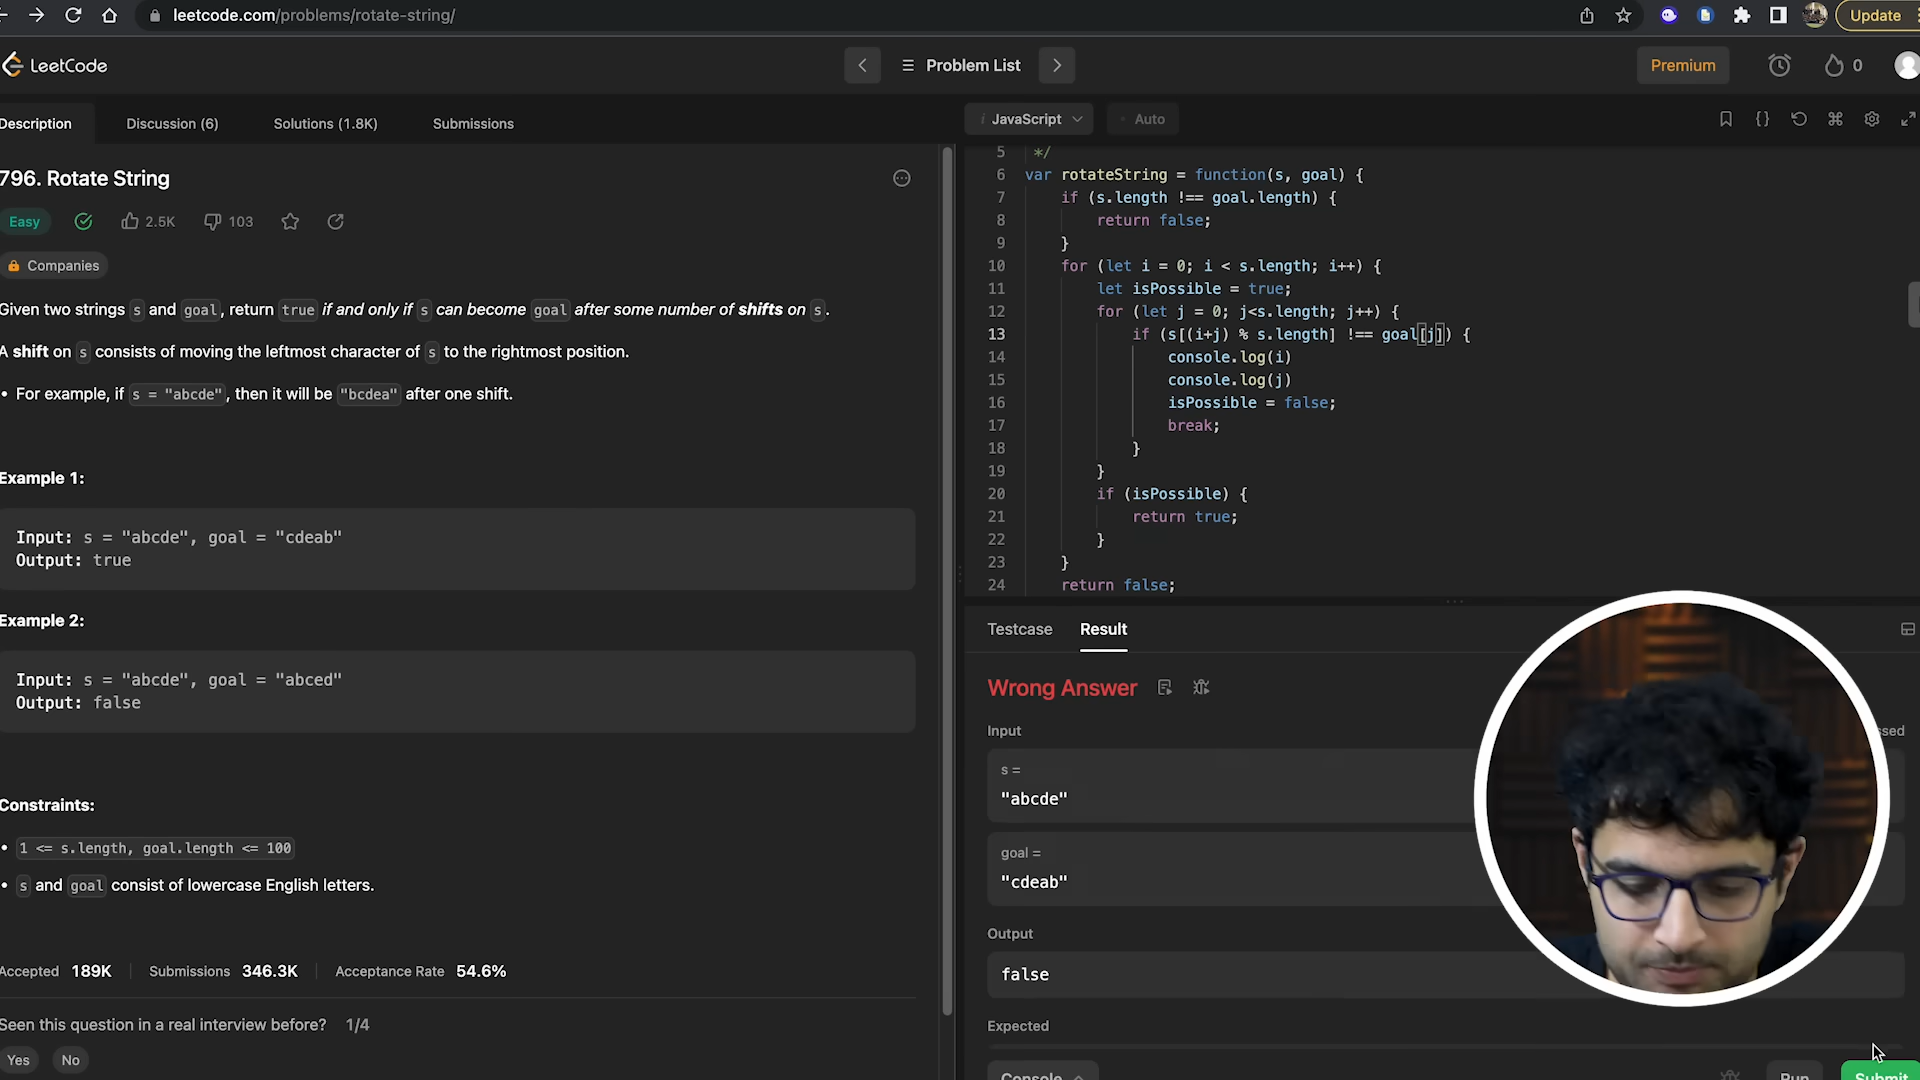 leetcode.com/problems/rotate-string/
Update
LeetCode
Problem List
Premium
0
Description
Discussion (6)
Solutions (1.8K)
Submissions
JavaScript
Auto
796. Rotate String
Easy
2.5K
103
Companies
Given two strings s and goal, return true if and only if s can become goal after some number of shifts on s.
A shift on s consists of moving the leftmost character of s to the rightmost position.
• For example, if s = "abcde", then it will be "bcdea" after one shift.
Example 1:
Input: s = "abcde", goal = "cdeab"
Output: true
Example 2:
Input: s = "abcde", goal = "abced"
Output: false
Constraints:
• 1 <= s.length, goal.length <= 100
• s and goal consist of lowercase English letters.
Accepted 189K
Submissions 346.3K
Acceptance Rate 54.6%
Seen this question in a real interview before? 1/4
Yes
No
5 */
6 var rotateString = function(s, goal) {
7 if (s.length !== goal.length) {
8 return false;
9 }
10 for (let i = 0; i < s.length; i++) {
11 let isPossible = true;
12 for (let j = 0; j<s.length; j++) {
13 if (s[(i+j) % s.length] !== goal[j]) {
14 console.log(i)
15 console.log(j)
16 isPossible = false;
17 break;
18 }
19 }
20 if (isPossible) {
21 return true;
22 }
23 }
24 return false;
Testcase
Result
Wrong Answer
Input
s =
"abcde"
goal =
"cdeab"
Output
false
Expected
Console
Run
Submit